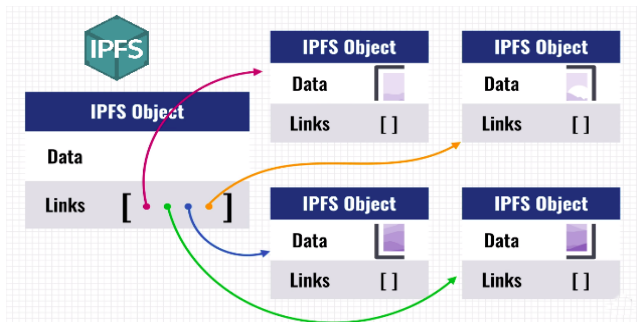 IPFS
IPFS Object
Data
Links [ ]
IPFS Object
Data
Links [ ]
IPFS Object
Data
Links [ ]
IPFS Object
Data
Links [ ]
IPFS Object
Data
Links [ ]